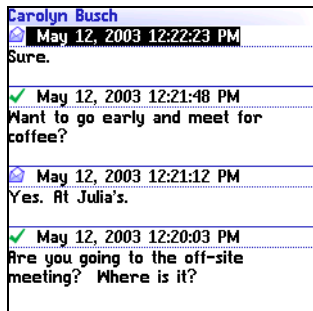 Carolyn Busch
May 12, 2003 12:22:23 PM
Sure.
May 12, 2003 12:21:48 PM
Want to go early and meet for
coffee?
May 12, 2003 12:21:12 PM
Yes. At Julia's.
May 12, 2003 12:20:03 PM
Are you going to the off-site
meeting? Where is it?